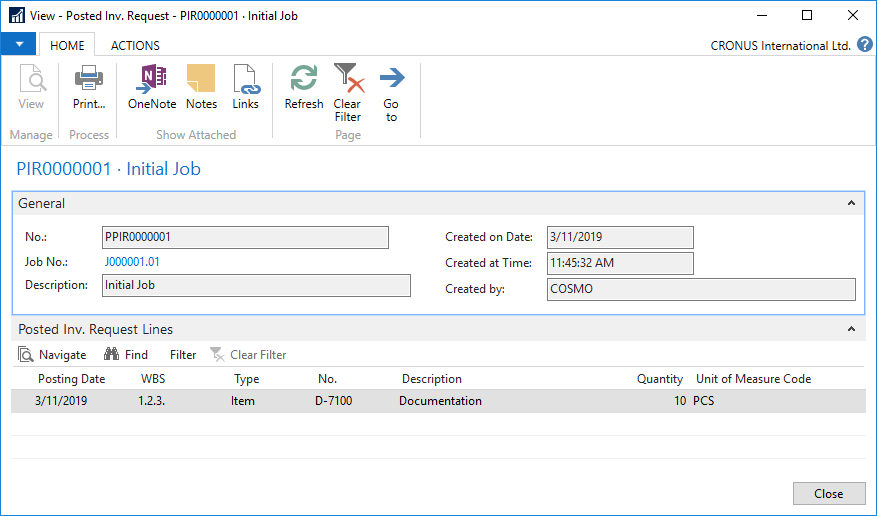 View - Posted Inv. Request - PIR0000001 · Initial Job
HOME ACTIONS CRONUS International Ltd. ?
View Print... OneNote Notes Links Refresh Clear Filter Go to
Manage Process Show Attached Page
PIR0000001 · Initial Job
General
No.: PPIR0000001 Created on Date: 3/11/2019
Job No.: J000001.01 Created at Time: 11:45:32 AM
Description: Initial Job Created by: COSMO
Posted Inv. Request Lines
Navigate Find Filter Clear Filter
Posting Date WBS Type No. Description Quantity Unit of Measure Code
3/11/2019 1.2.3. Item D-7100 Documentation 10 PCS
Close